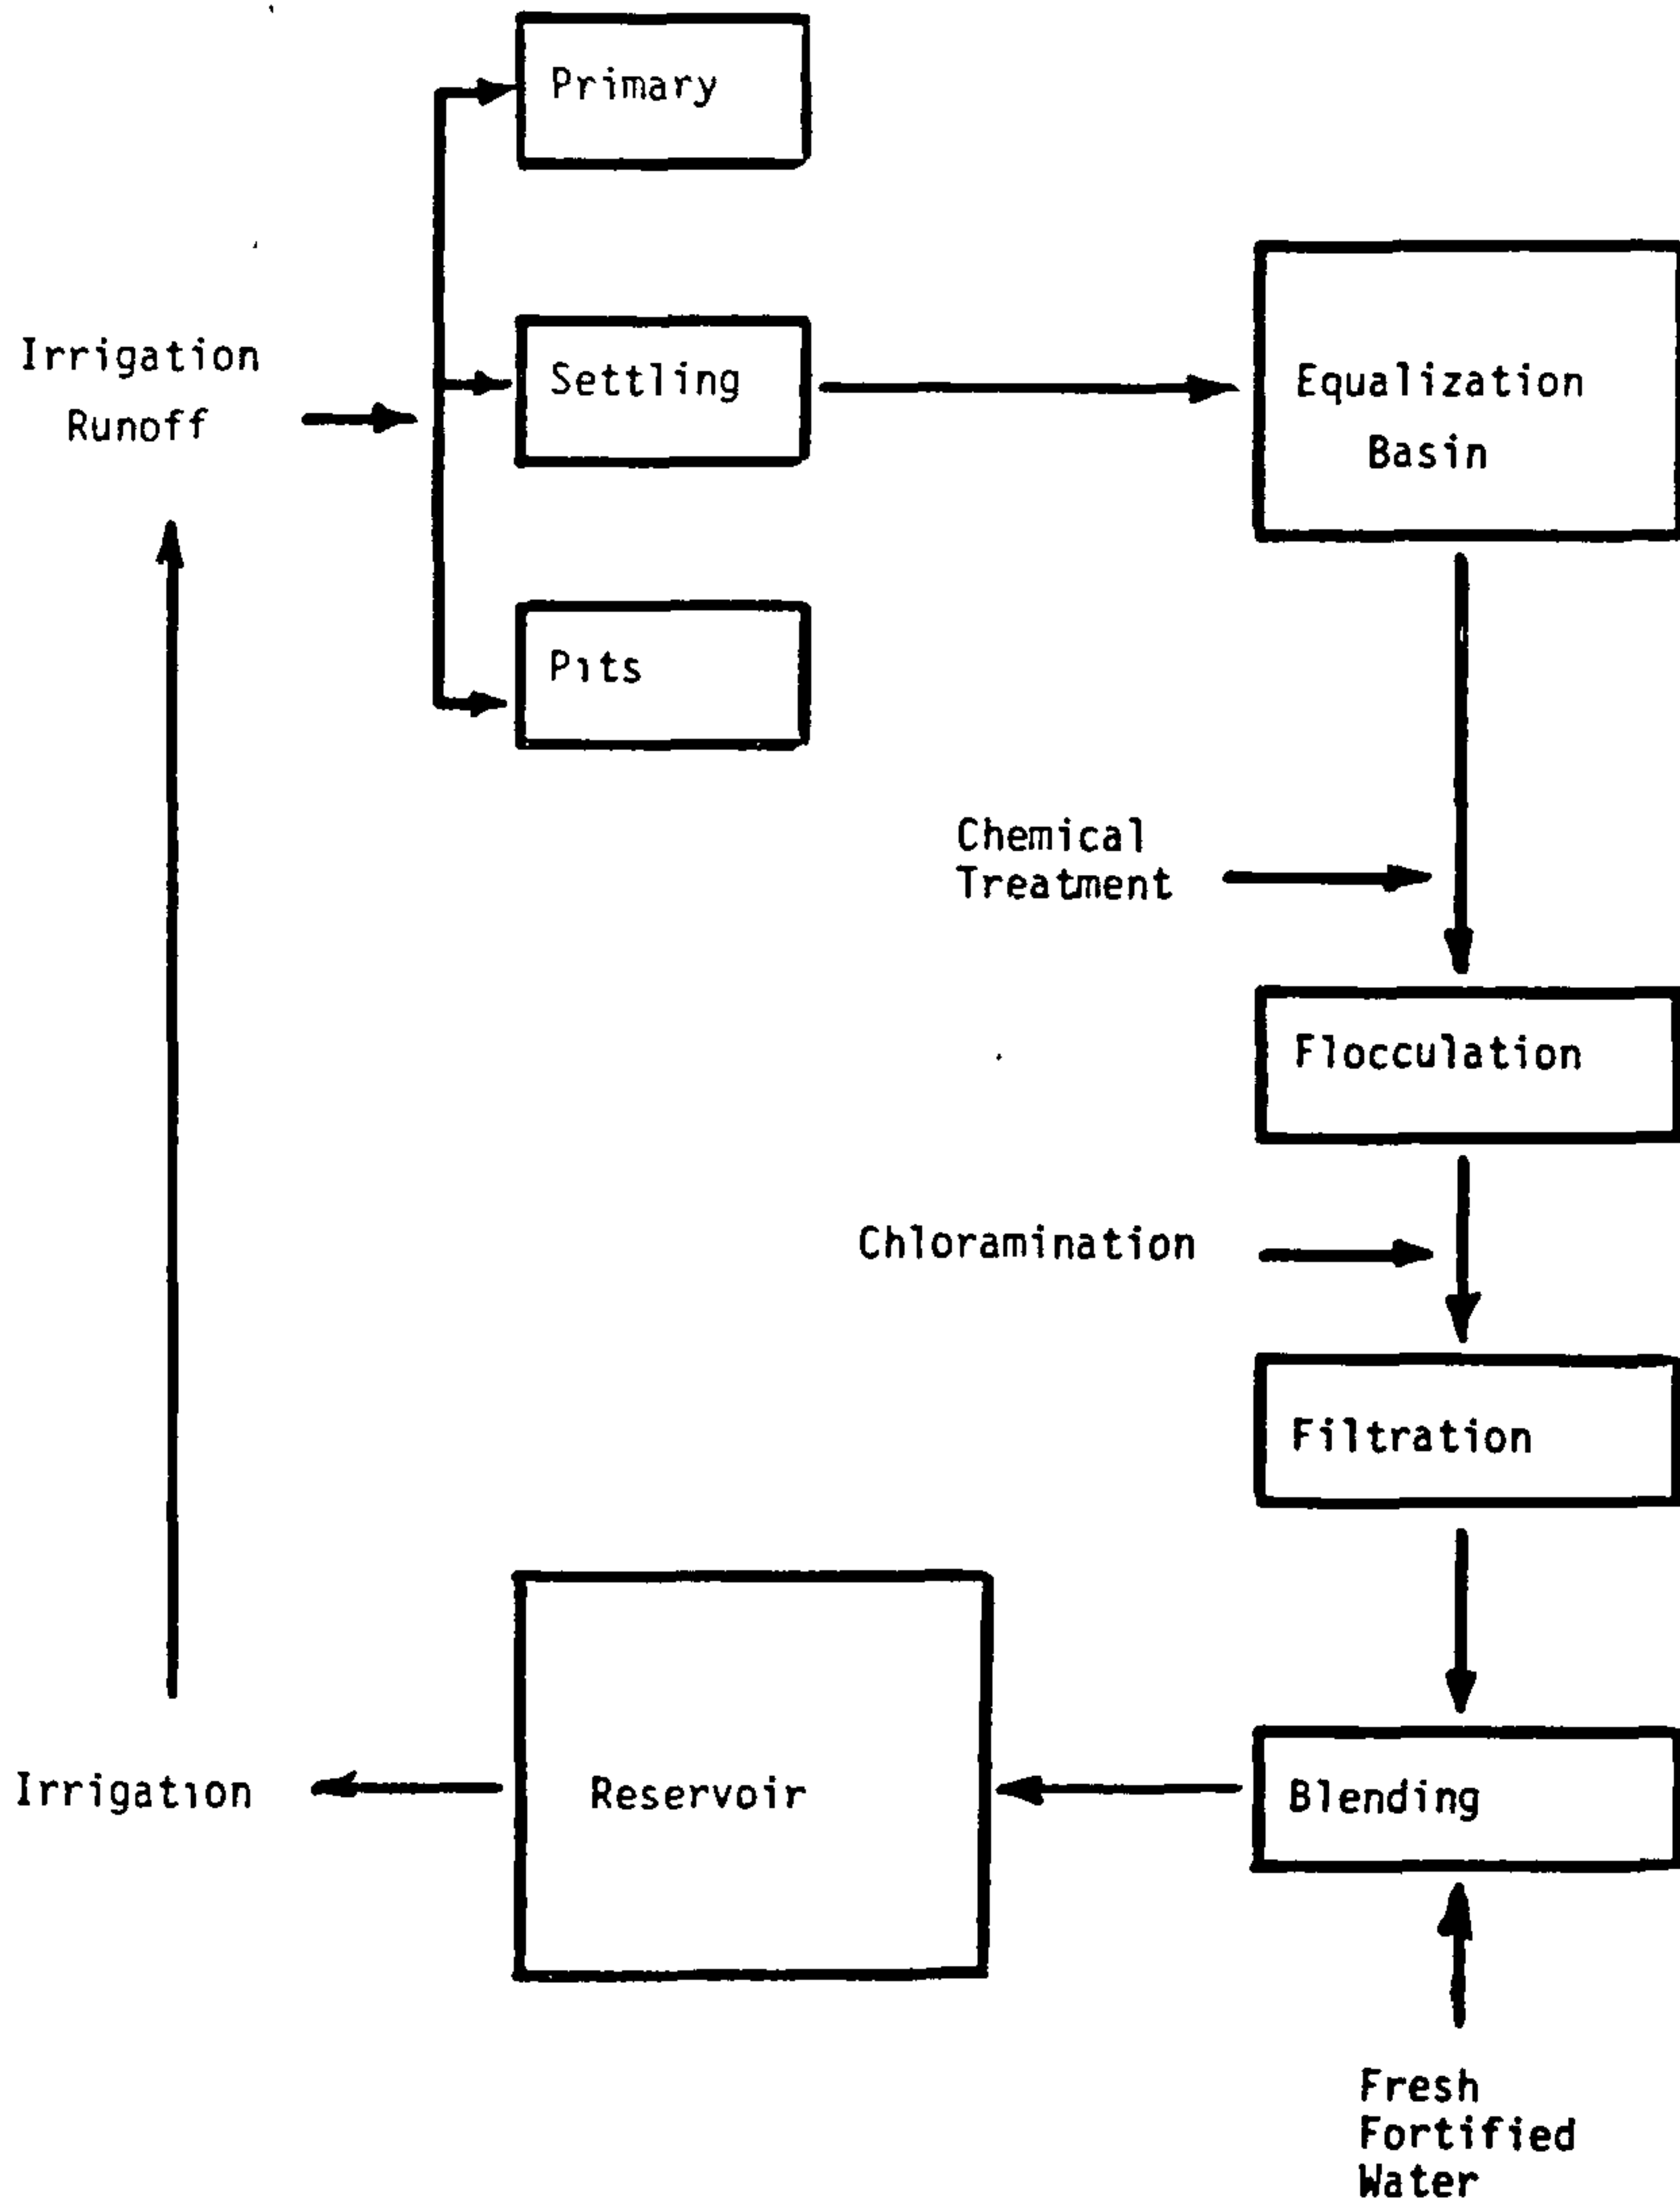 Primary
Irrigation
Runoff
Settling
Equalization
Basin
Pits
Chemical
Treatment
Flocculation
Chloramination
Filtration
Irrigation
Reservoir
Blending
Fresh
Fortified
Water